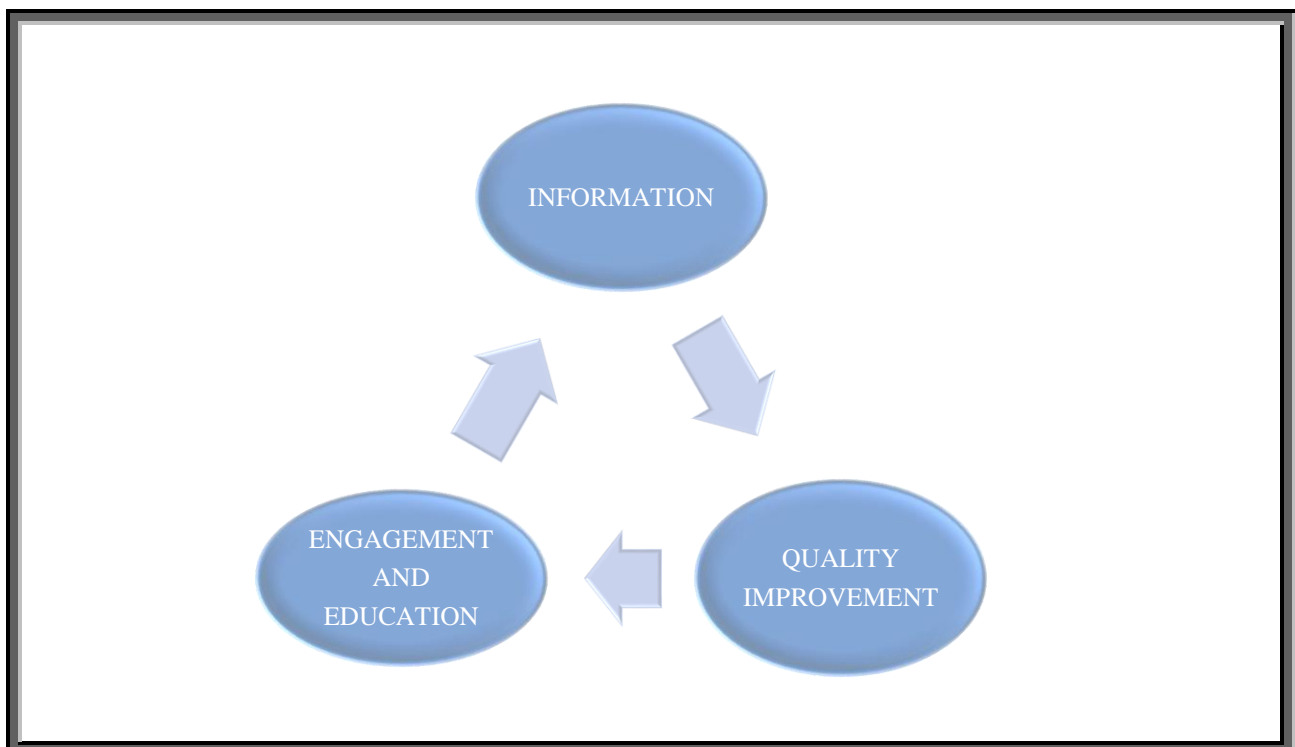 INFORMATION
QUALITY
IMPROVEMENT
ENGAGEMENT
AND
EDUCATION